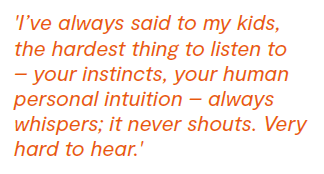 'I’ve always said to my kids,
the hardest thing to listen to
– your instincts, your human
personal intuition – always
whispers; it never shouts. Very
hard to hear.'